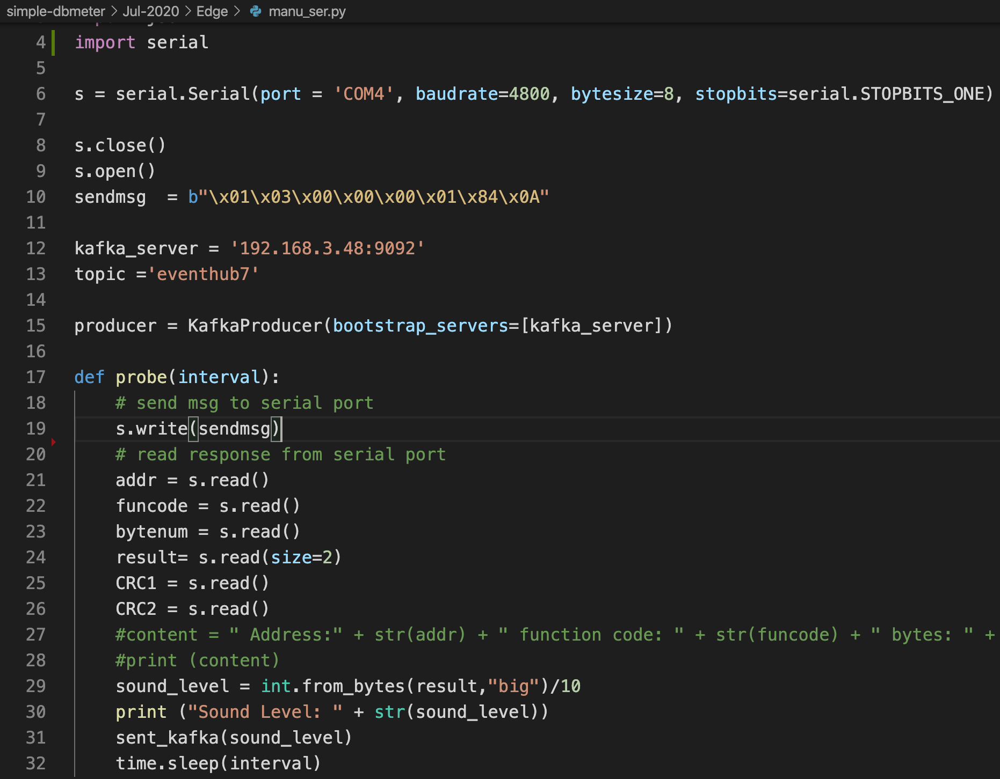 simple-dbmeter > Jul-2020 > Edge > manu_ser.py
4 import serial
5
6 s = serial.Serial(port = 'COM4', baudrate=4800, bytesize=8, stopbits=serial.STOPBITS_ONE)
7
8 s.close()
9 s.open()
10 sendmsg  = b"\x01\x03\x00\x00\x00\x01\x84\x0A"
11
12 kafka_server = '192.168.3.48:9092'
13 topic ='eventhub7'
14
15 producer = KafkaProducer(bootstrap_servers=[kafka_server])
16
17 def probe(interval):
18     # send msg to serial port
19     s.write(sendmsg)
20     # read response from serial port
21     addr = s.read()
22     funcode = s.read()
23     bytenum = s.read()
24     result= s.read(size=2)
25     CRC1 = s.read()
26     CRC2 = s.read()
27     #content = " Address:" + str(addr) + " function code: " + str(funcode) + " bytes: " +
28     #print (content)
29     sound_level = int.from_bytes(result,"big")/10
30     print ("Sound Level: " + str(sound_level))
31     sent_kafka(sound_level)
32     time.sleep(interval)